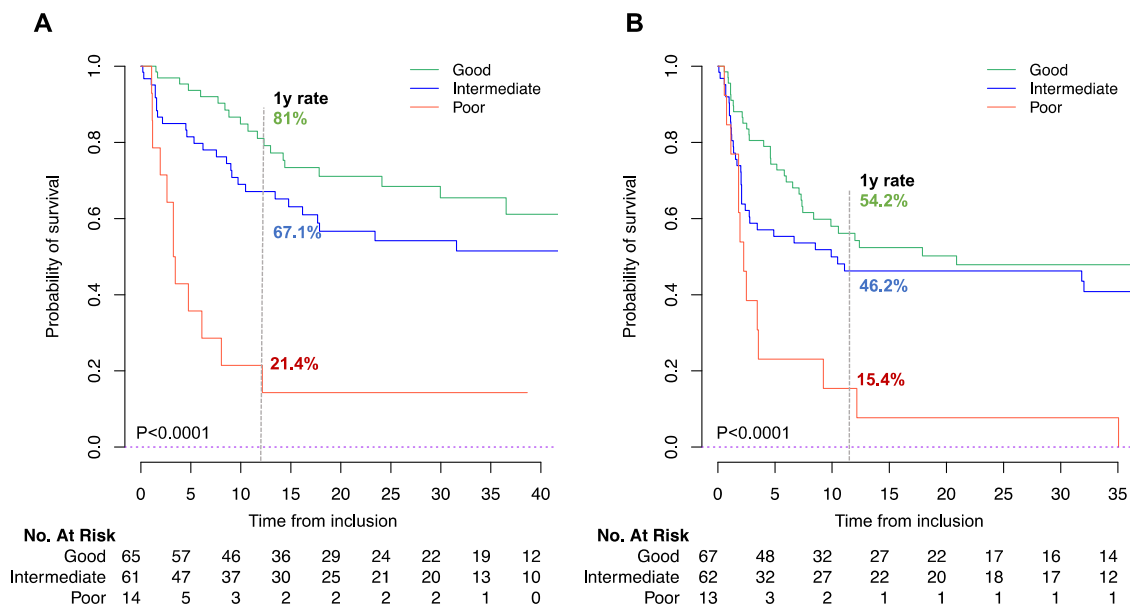 A
1.0
0.8
0.6
0.4
0.2
0.0
Probability of survival
Good
Intermediate
Poor
1y rate
81%
67.1%
21.4%
P<0.0001
0 5 10 15 20 25 30 35 40
Time from inclusion
No. At Risk
Good 65 57 46 36 29 24 22 19 12
Intermediate 61 47 37 30 25 21 20 13 10
Poor 14 5 3 2 2 2 2 1 0
B
1.0
0.8
0.6
0.4
0.2
0.0
Probability of survival
Good
Intermediate
Poor
1y rate
54.2%
46.2%
15.4%
P<0.0001
0 5 10 15 20 25 30 35
Time from inclusion
No. At Risk
Good 67 48 32 27 22 17 16 14
Intermediate 62 32 27 22 20 18 17 12
Poor 13 3 2 1 1 1 1 1